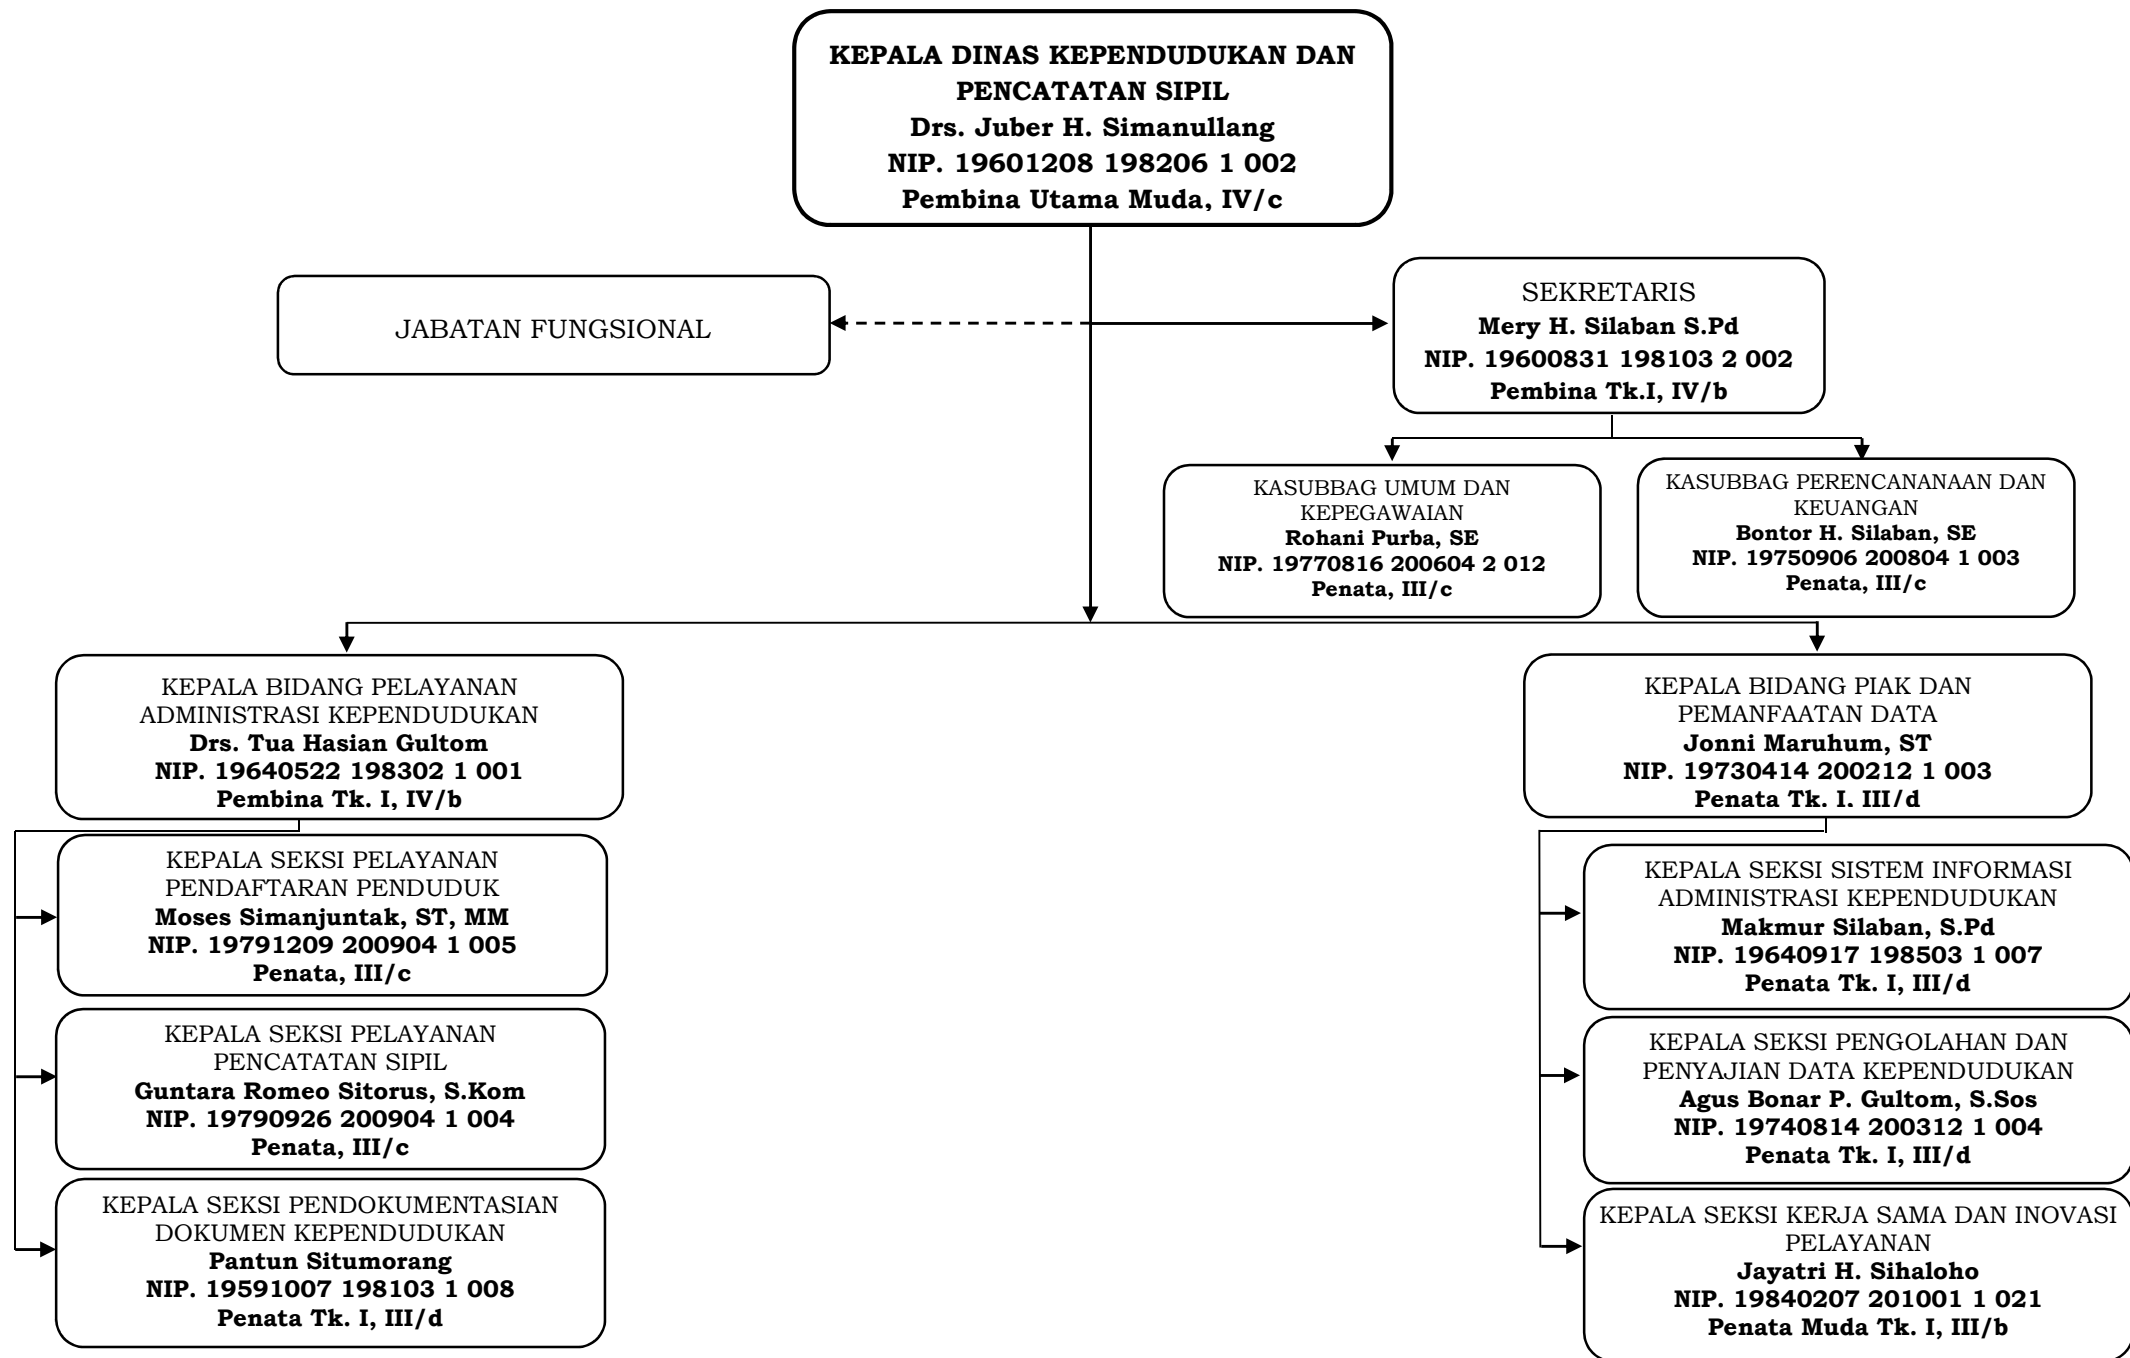 KEPALA DINAS KEPENDUDUKAN DAN
PENCATATAN SIPIL
Drs. Juber H. Simanullang
NIP. 19601208 198206 1 002
Pembina Utama Muda, IV/c
JABATAN FUNGSIONAL
SEKRETARIS
Mery H. Silaban S.Pd
NIP. 19600831 198103 2 002
Pembina Tk.I, IV/b
KASUBBAG UMUM DAN
KEPEGAWAIAN
Rohani Purba, SE
NIP. 19770816 200604 2 012
Penata, III/c
KASUBBAG PERENCANANAAN DAN
KEUANGAN
Bontor H. Silaban, SE
NIP. 19750906 200804 1 003
Penata, III/c
KEPALA BIDANG PELAYANAN
ADMINISTRASI KEPENDUDUKAN
Drs. Tua Hasian Gultom
NIP. 19640522 198302 1 001
Pembina Tk. I, IV/b
KEPALA SEKSI PELAYANAN
PENDAFTARAN PENDUDUK
Moses Simanjuntak, ST, MM
NIP. 19791209 200904 1 005
Penata, III/c
KEPALA SEKSI PELAYANAN
PENCATATAN SIPIL
Guntara Romeo Sitorus, S.Kom
NIP. 19790926 200904 1 004
Penata, III/c
KEPALA SEKSI PENDOKUMENTASIAN
DOKUMEN KEPENDUDUKAN
Pantun Situmorang
NIP. 19591007 198103 1 008
Penata Tk. I, III/d
KEPALA BIDANG PIAK DAN
PEMANFAATAN DATA
Jonni Maruhum, ST
NIP. 19730414 200212 1 003
Penata Tk. I, III/d
KEPALA SEKSI SISTEM INFORMASI
ADMINISTRASI KEPENDUDUKAN
Makmur Silaban, S.Pd
NIP. 19640917 198503 1 007
Penata Tk. I, III/d
KEPALA SEKSI PENGOLAHAN DAN
PENYAJIAN DATA KEPENDUDUKAN
Agus Bonar P. Gultom, S.Sos
NIP. 19740814 200312 1 004
Penata Tk. I, III/d
KEPALA SEKSI KERJA SAMA DAN INOVASI
PELAYANAN
Jayatri H. Sihaloho
NIP. 19840207 201001 1 021
Penata Muda Tk. I, III/b